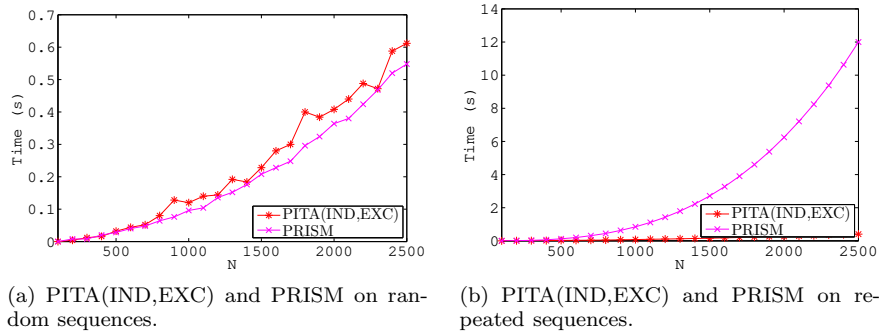 0.7
0.6
0.5
0.4
0.3
0.2
0.1
0
Time (s)
500 1000 1500 2000 2500
N
PITA(IND,EXC)
PRISM
14
12
10
8
6
4
2
0
Time (s)
500 1000 1500 2000 2500
N
PITA(IND,EXC)
PRISM
(a) PITA(IND,EXC) and PRISM on ran-
dom sequences.
(b) PITA(IND,EXC) and PRISM on re-
peated sequences.